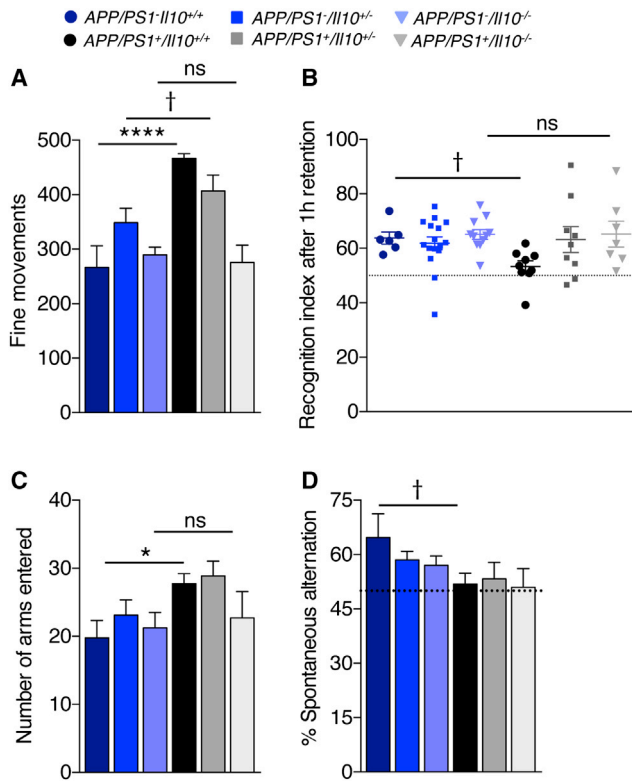 APP/PS1-Il10+/+ APP/PS1-/Il10+/- APP/PS1-/Il10-/-
APP/PS1+/Il10+/+ APP/PS1+/Il10+/- APP/PS1+/Il10-/-
A
ns
†
****
500
400
300
200
100
0
Fine movements
B
ns
†
100
80
60
40
20
0
Recognition index after 1h retention
C
ns
*
40
30
20
10
0
Number of arms entered
D
†
75
60
45
30
15
0
% Spontaneous alternation